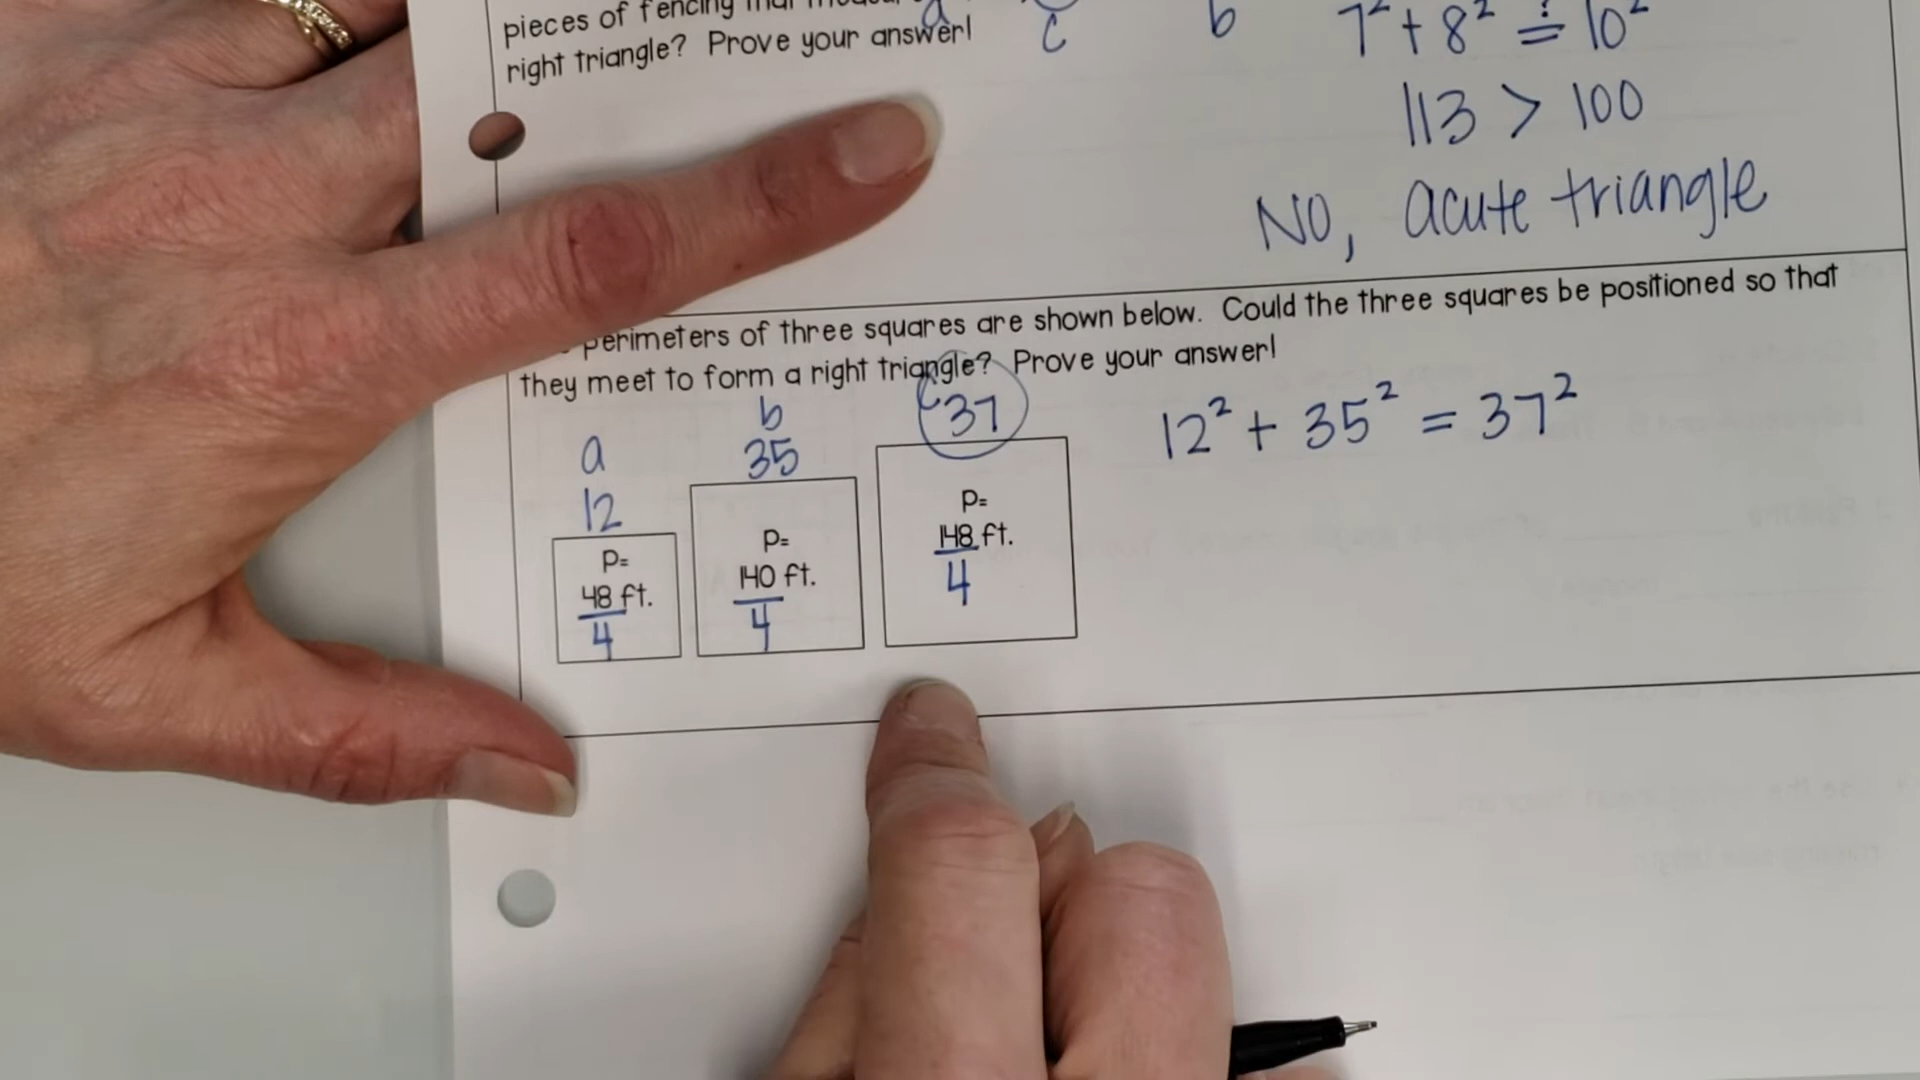 pieces of fencing that
a
right triangle? Prove your answer!
c b
7² + 8² ≟ 10²
113 > 100
No, acute triangle
perimeters of three squares are shown below. Could the three squares be positioned so that
they meet to form a right triangle? Prove your answer!
a b c
12 35 37
12² + 35² = 37²
P=
48 ft.
4
P=
140 ft.
4
P=
148 ft.
4